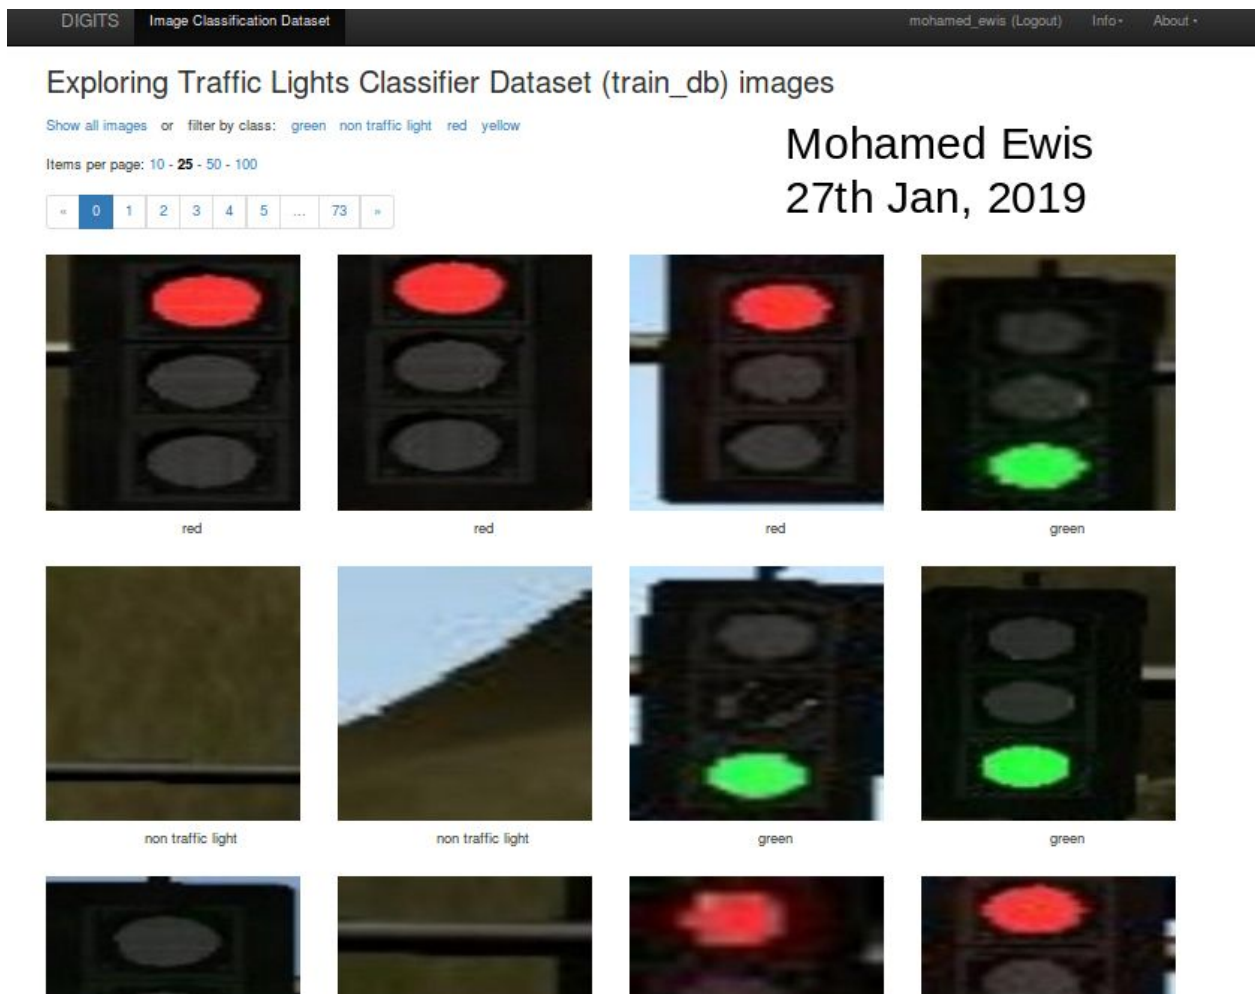 DIGITS Image Classification Dataset mohamed_ewis (Logout) Info About
Exploring Traffic Lights Classifier Dataset (train_db) images
Show all images or filter by class: green non traffic light red yellow
Mohamed Ewis
27th Jan, 2019
Items per page: 10 - 25 - 50 - 100
« 0 1 2 3 4 5 ... 73 »
red red red green
non traffic light non traffic light green green